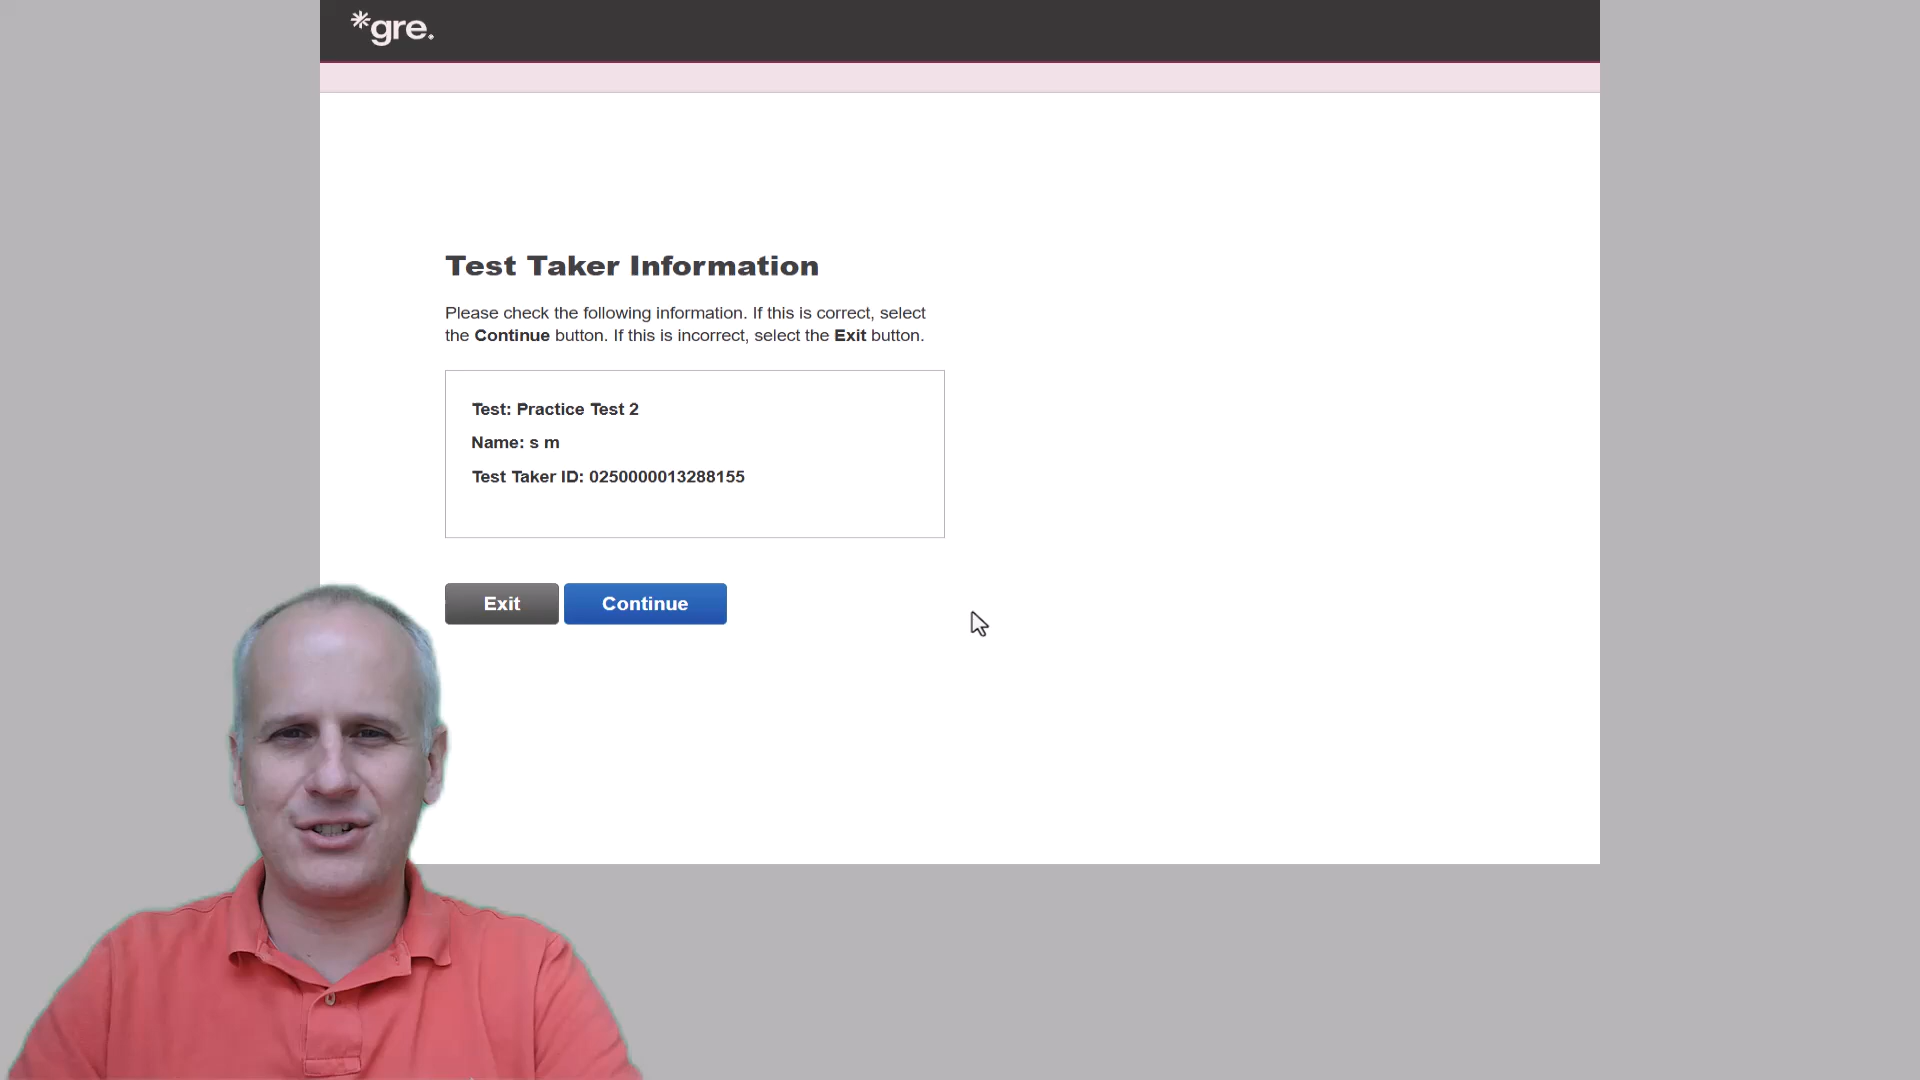 *gre.
Test Taker Information
Please check the following information. If this is correct, select
the Continue button. If this is incorrect, select the Exit button.
Test: Practice Test 2
Name: s m
Test Taker ID: 0250000013288155
Exit Continue